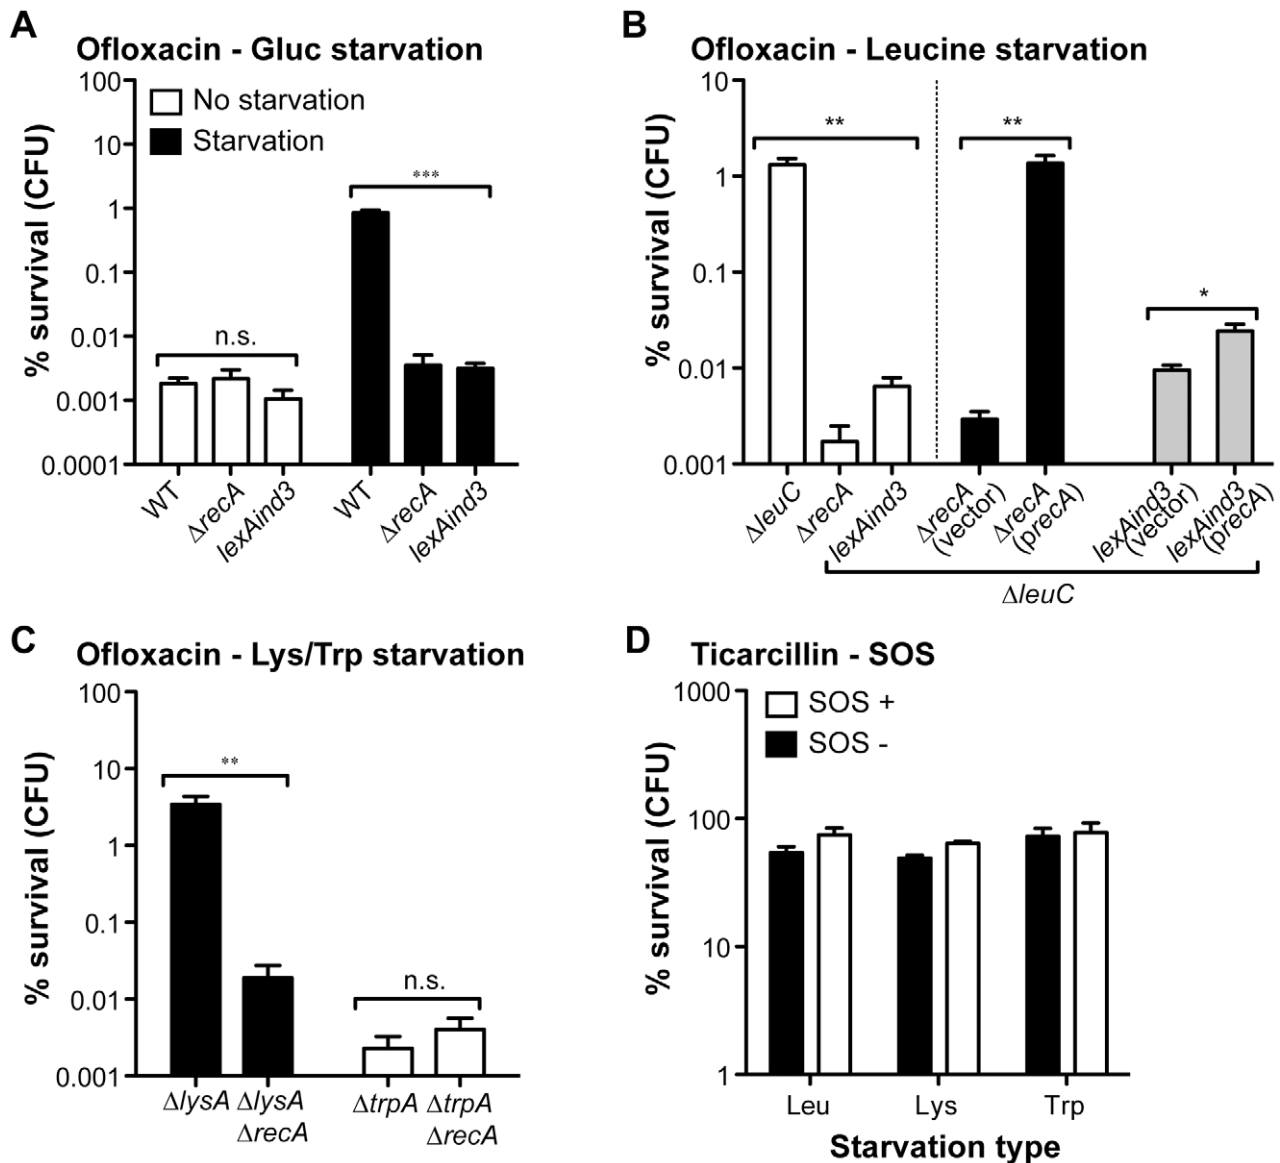 A
Ofloxacin - Gluc starvation
% survival (CFU)
100
10
1
0.1
0.01
0.001
0.0001
No starvation
Starvation
n.s.
***
WT
ΔrecA
lexAind3
WT
ΔrecA
lexAind3
B
Ofloxacin - Leucine starvation
% survival (CFU)
10
1
0.1
0.01
0.001
**
**
*
ΔleuC
ΔrecA
lexAind3
ΔrecA
(vector)
ΔrecA
(precA)
lexAind3
(vector)
lexAind3
(precA)
ΔleuC
C
Ofloxacin - Lys/Trp starvation
% survival (CFU)
100
10
1
0.1
0.01
0.001
**
n.s.
ΔlysA
ΔlysA
ΔrecA
ΔtrpA
ΔtrpA
ΔrecA
D
Ticarcillin - SOS
% survival (CFU)
1000
100
10
1
SOS +
SOS -
Leu
Lys
Trp
Starvation type